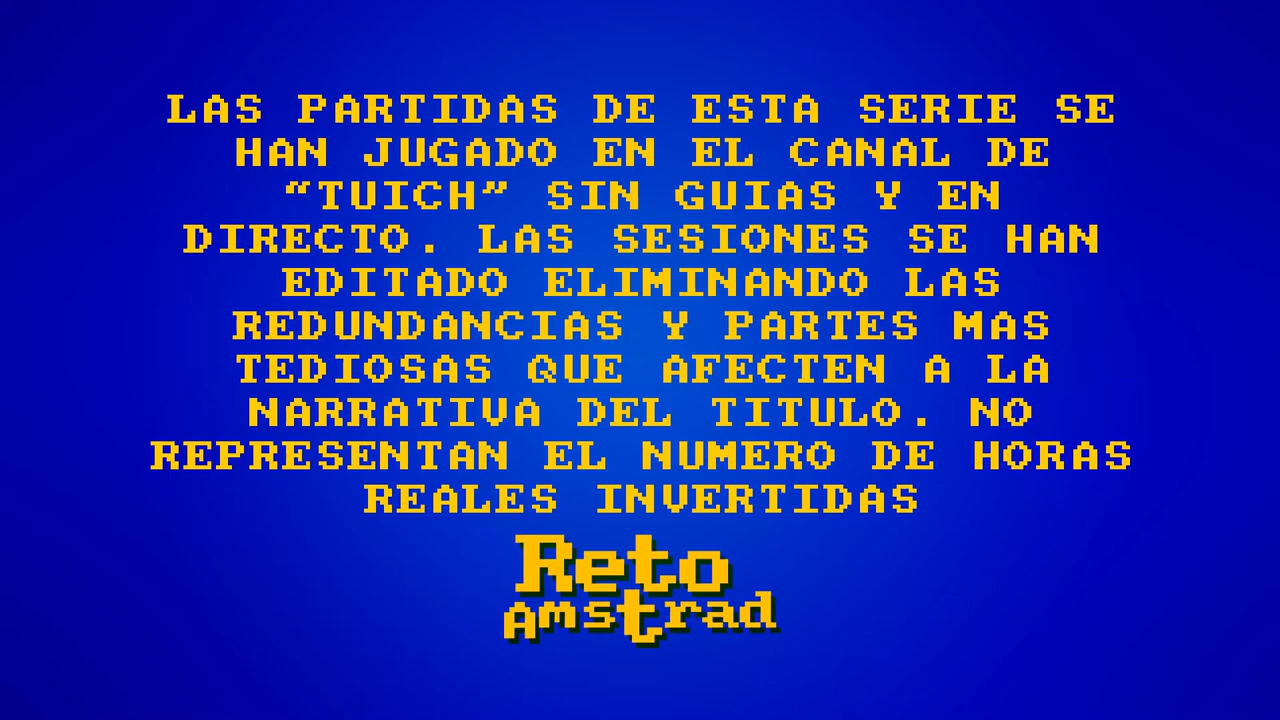 LAS PARTIDAS DE ESTA SERIE SE
HAN JUGADO EN EL CANAL DE
"TUICH" SIN GUIAS Y EN
DIRECTO. LAS SESIONES SE HAN
EDITADO ELIMINANDO LAS
REDUNDANCIAS Y PARTES MAS
TEDIOSAS QUE AFECTEN A LA
NARRATIVA DEL TITULO. NO
REPRESENTAN EL NUMERO DE HORAS
REALES INVERTIDAS
Reto
Amstrad